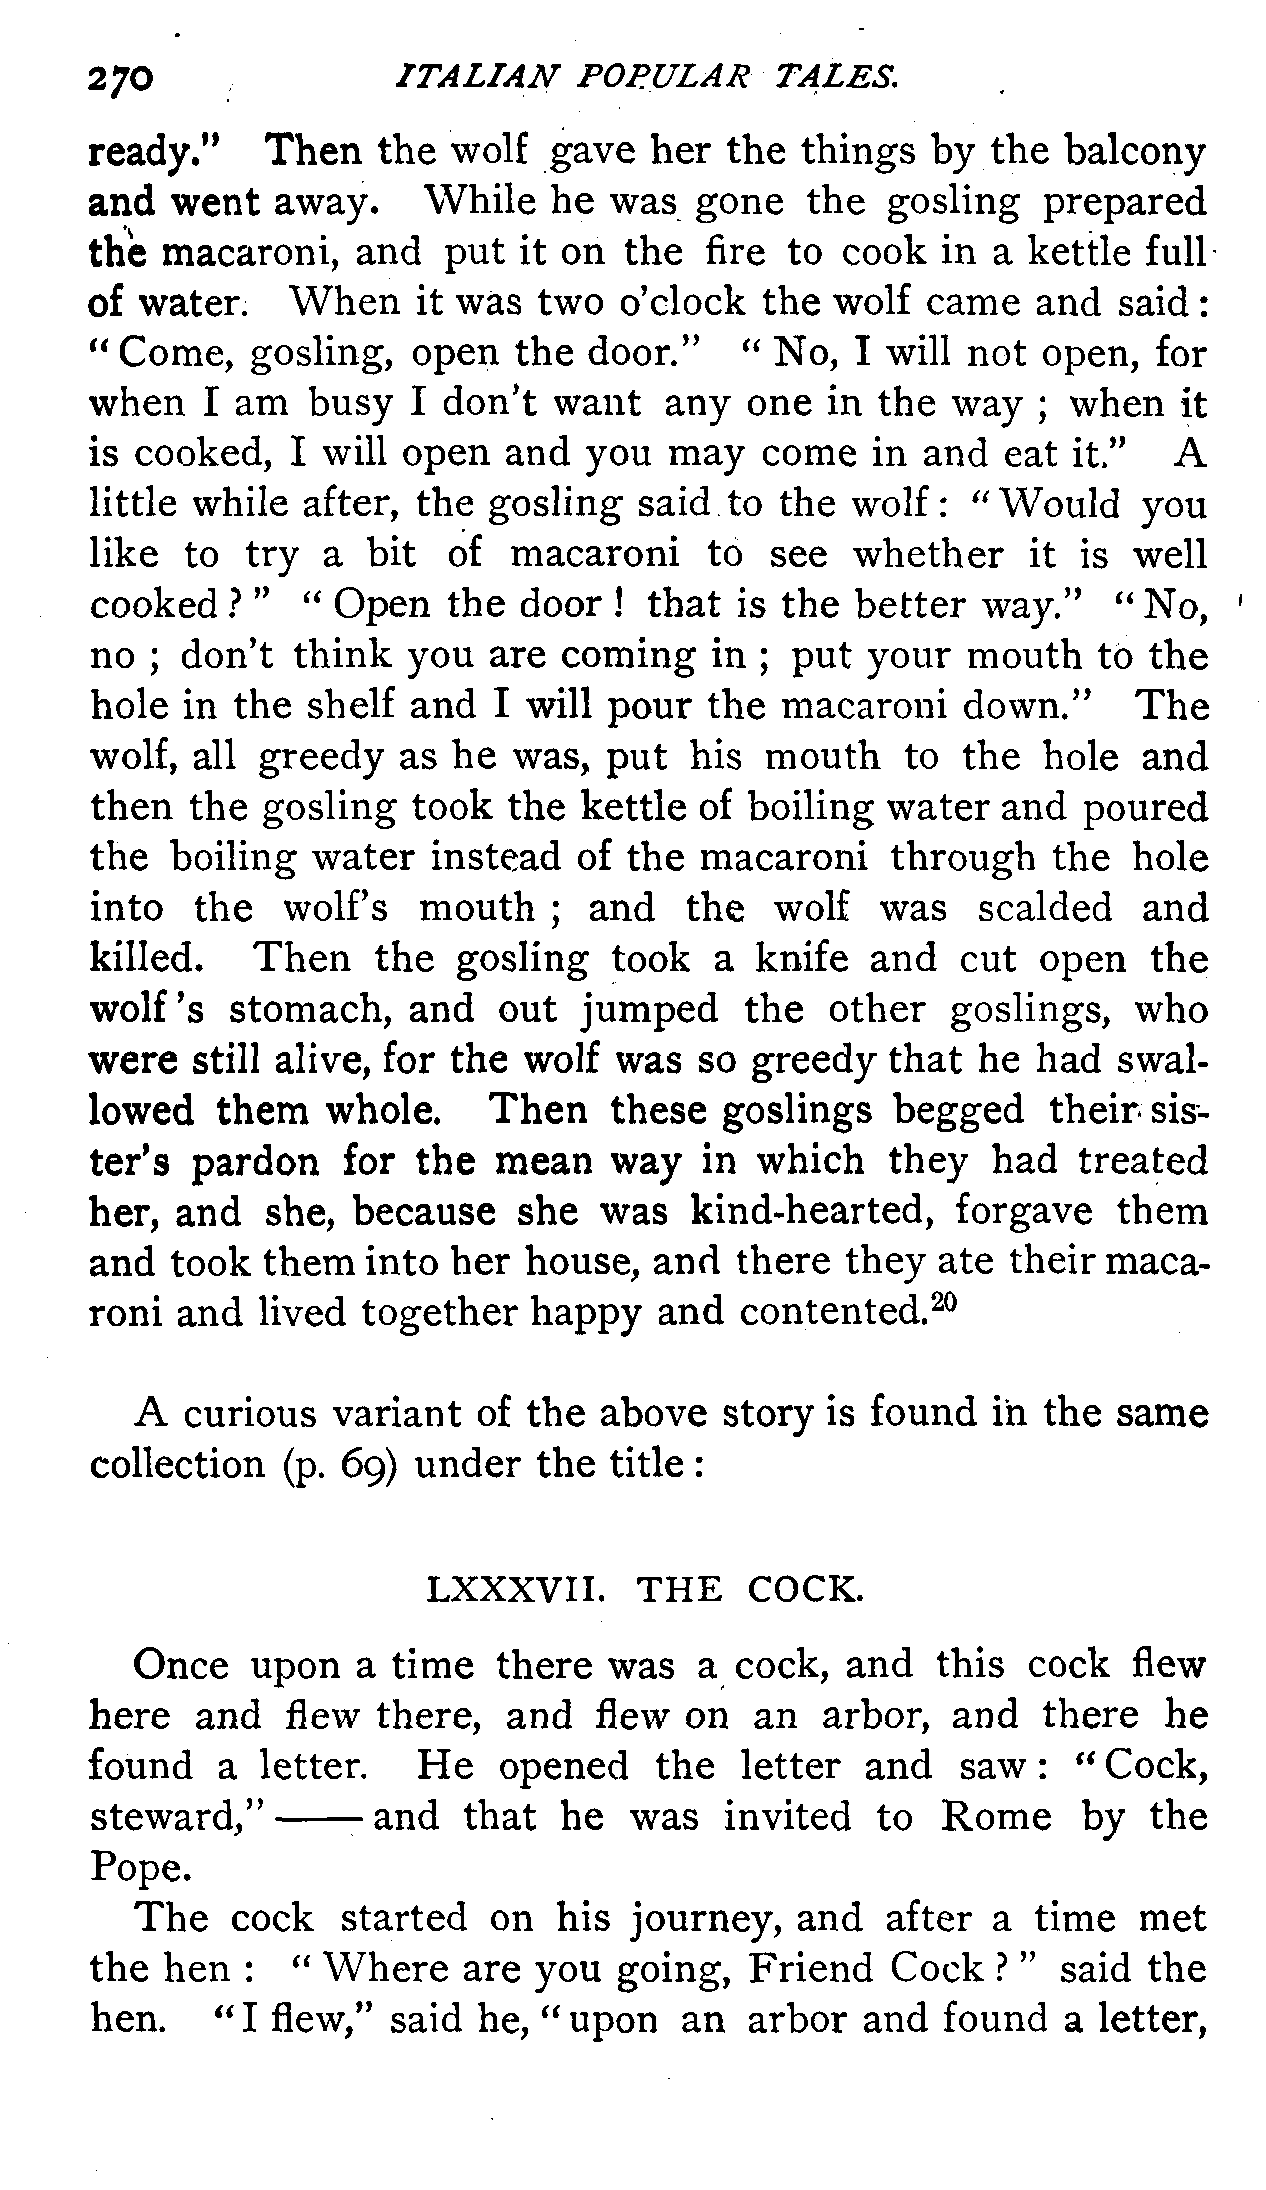 270 ITALIAN POPULAR TALES.
ready." Then the wolf gave her the things by the balcony
and went away. While he was gone the gosling prepared
the macaroni, and put it on the fire to cook in a kettle full
of water. When it was two o'clock the wolf came and said:
"Come, gosling, open the door." "No, I will not open, for
when I am busy I don't want any one in the way; when it
is cooked, I will open and you may come in and eat it." A
little while after, the gosling said to the wolf: "Would you
like to try a bit of macaroni to see whether it is well
cooked?" "Open the door! that is the better way." "No,
no; don't think you are coming in; put your mouth to the
hole in the shelf and I will pour the macaroni down." The
wolf, all greedy as he was, put his mouth to the hole and
then the gosling took the kettle of boiling water and poured
the boiling water instead of the macaroni through the hole
into the wolf's mouth; and the wolf was scalded and
killed. Then the gosling took a knife and cut open the
wolf's stomach, and out jumped the other goslings, who
were still alive, for the wolf was so greedy that he had swal-
lowed them whole. Then these goslings begged their sis-
ter's pardon for the mean way in which they had treated
her, and she, because she was kind-hearted, forgave them
and took them into her house, and there they ate their maca-
roni and lived together happy and contented.²⁰
A curious variant of the above story is found in the same
collection (p. 69) under the title:
LXXXVII. THE COCK.
Once upon a time there was a cock, and this cock flew
here and flew there, and flew on an arbor, and there he
found a letter. He opened the letter and saw: "Cock,
steward," —— and that he was invited to Rome by the
Pope.
The cock started on his journey, and after a time met
the hen: "Where are you going, Friend Cock?" said the
hen. "I flew," said he, "upon an arbor and found a letter,